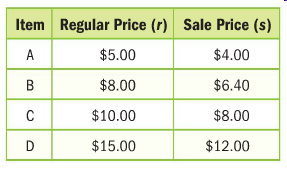 Item Regular Price (r) Sale Price (s)
A $5.00 $4.00
B $8.00 $6.40
C $10.00 $8.00
D $15.00 $12.00